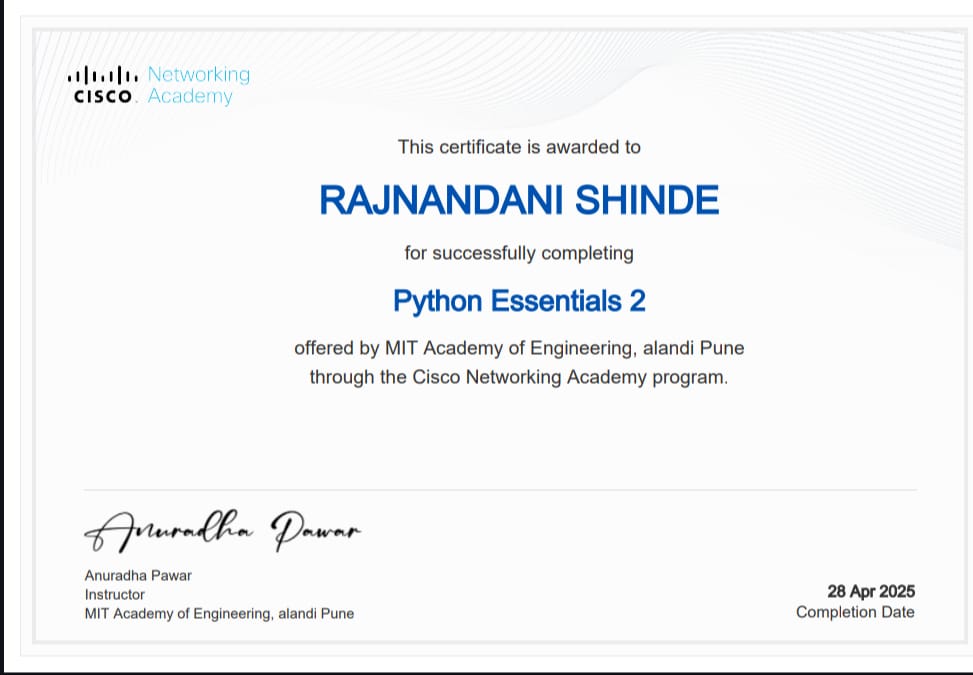 Networking
CISCO. Academy
This certificate is awarded to
RAJNANDANI SHINDE
for successfully completing
Python Essentials 2
offered by MIT Academy of Engineering, alandi Pune
through the Cisco Networking Academy program.
Anuradha Pawar
Anuradha Pawar
Instructor
MIT Academy of Engineering, alandi Pune
28 Apr 2025
Completion Date